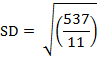 SD = √(537/11)